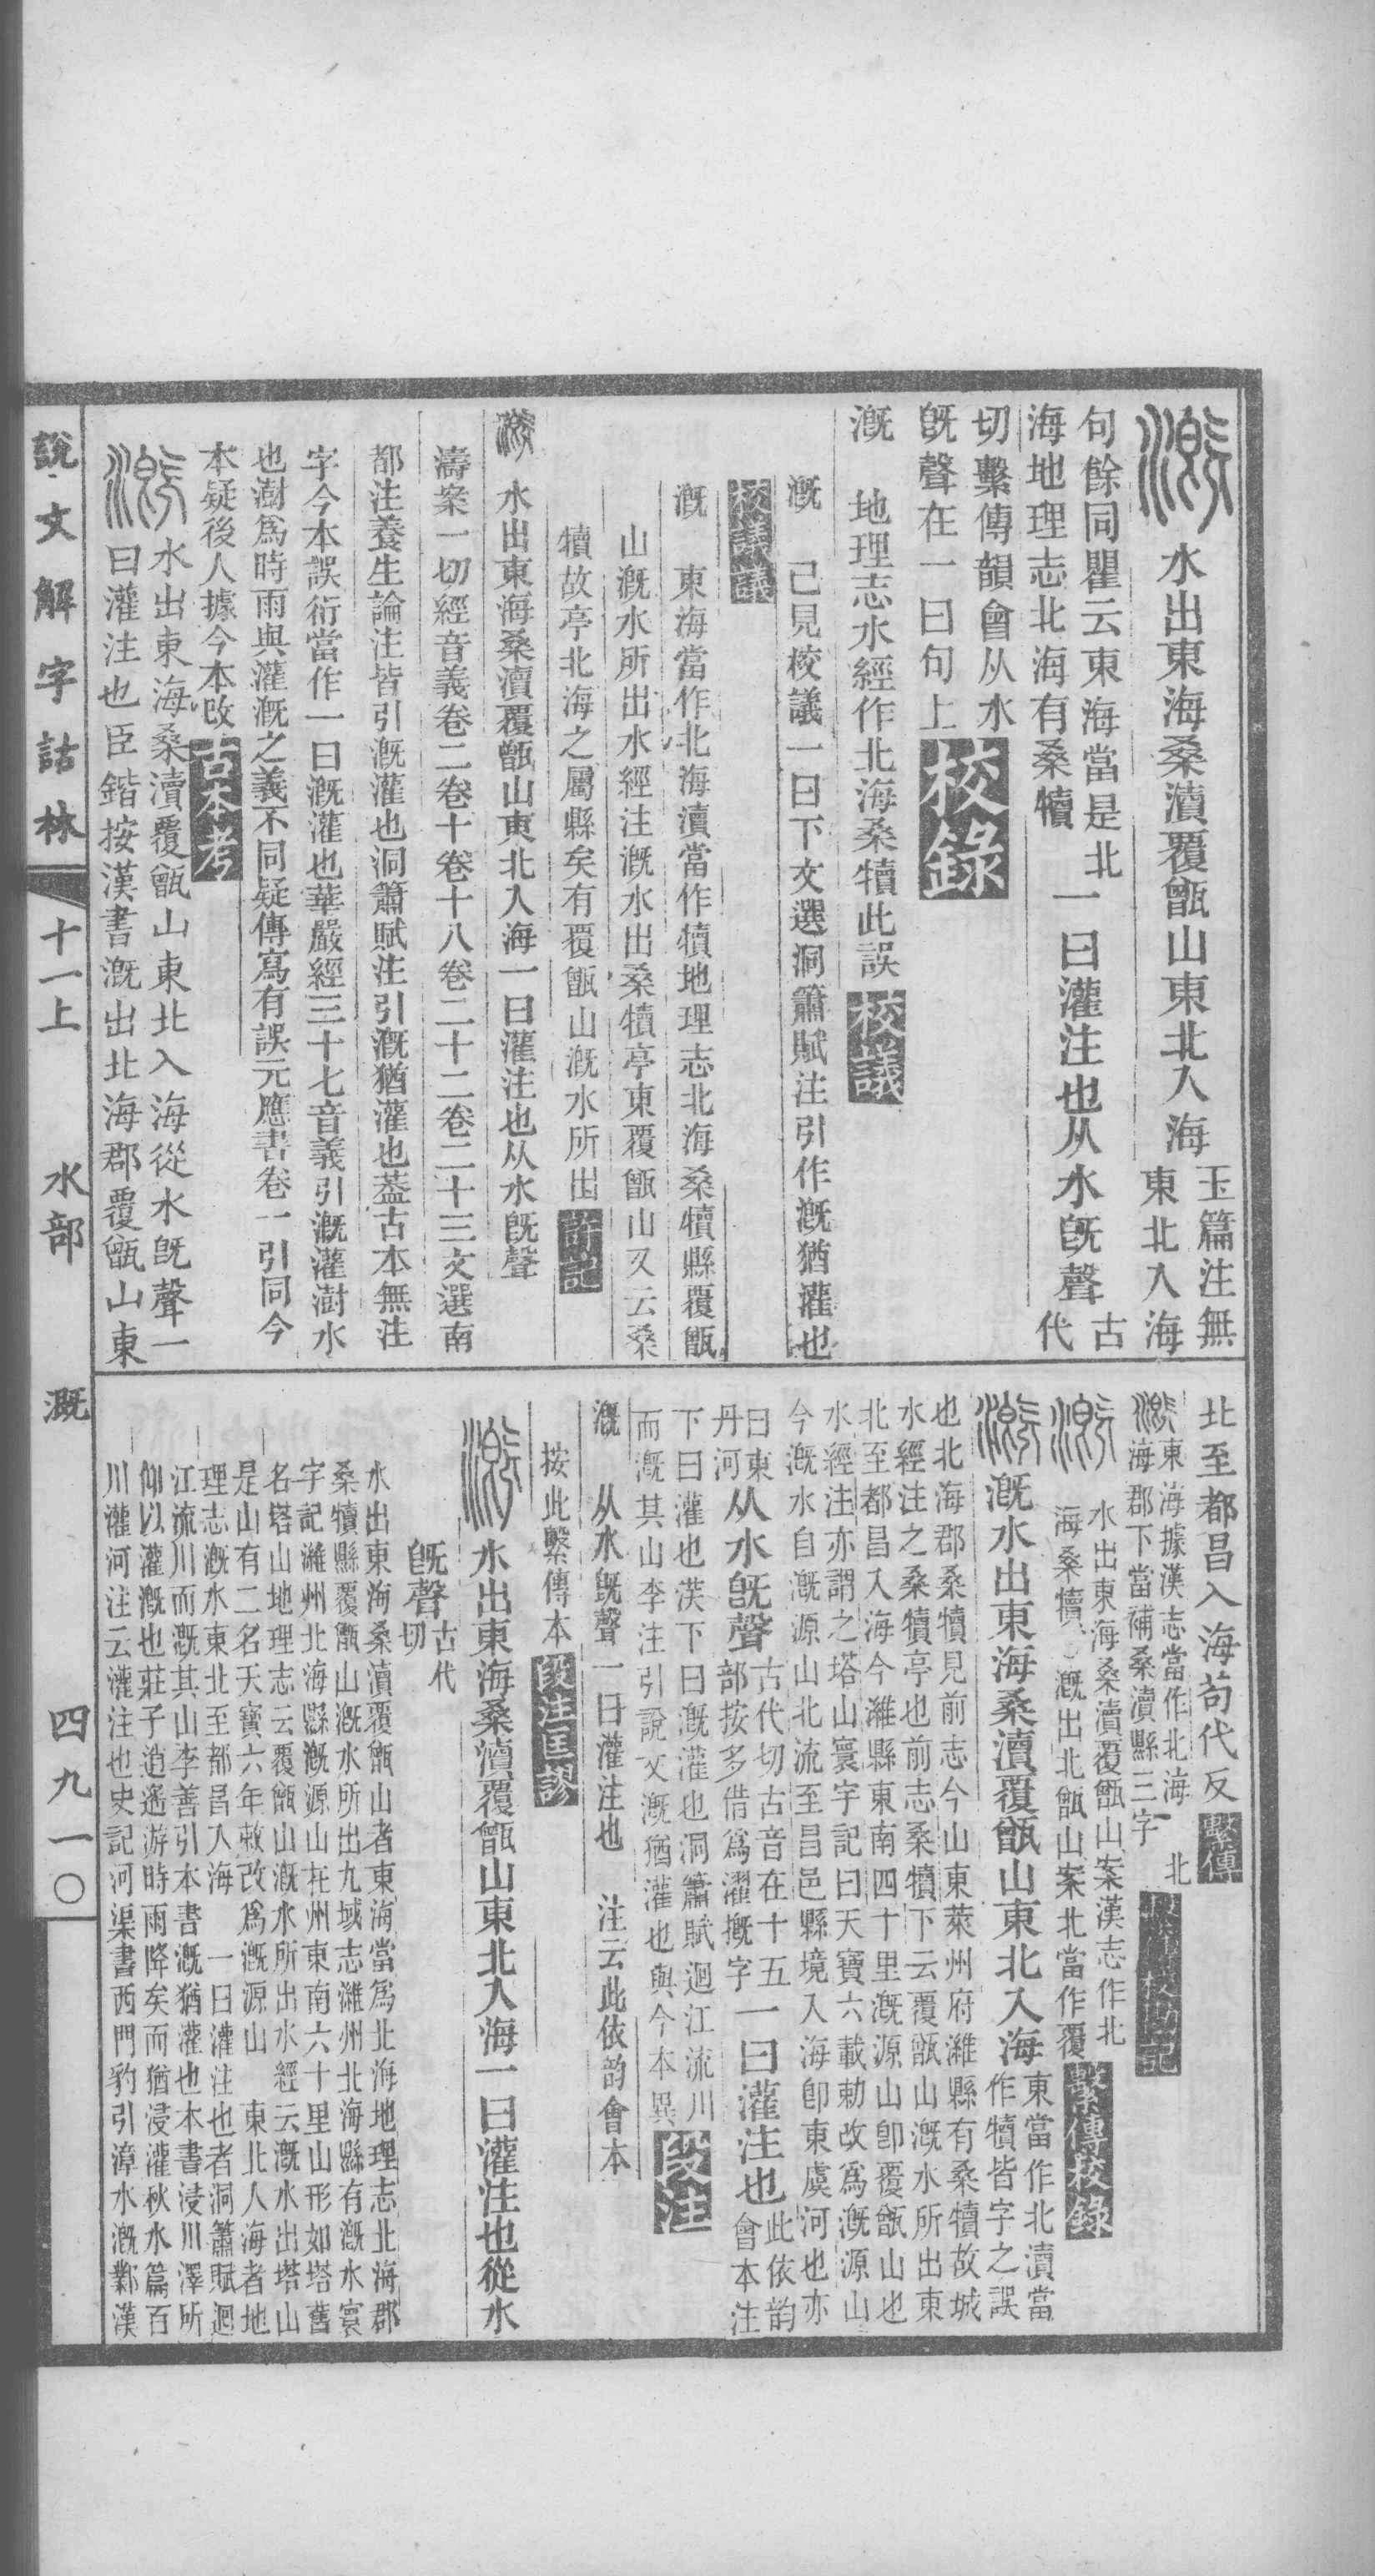 水出東海桑瀆覆甑山東北入海玉篇注無
東北入海
句餘同瞿云東海當是北
海地理志北海有桑犢一曰灌注也从水旣聲古
代
切繫傳韻會从水
旣聲在一曰句上校錄
漑 地理志水經作北海桑犢此誤校議
漑 已見校議一曰下文選洞簫賦注引作漑猶灌也
校議議
漑 東海當作北海瀆當作犢地理志北海桑犢縣覆甑
山漑水所出水經注漑水出桑犢亭東覆甑山又云桑
犢故亭北海之屬縣矣有覆甑山漑水所出許記
水出東海桑瀆覆甑山東北入海一曰灌注也从水旣聲
濤案一切經音義卷二卷十卷十八卷二十二卷二十三文選南
都注養生論注皆引漑灌也洞簫賦注引漑猶灌也蓋古本無注
字今本誤衍當作一曰漑灌也華嚴經三十七音義引漑灌澍水
也澍爲時雨與灌漑之義不同疑傳寫有誤元應書卷一引同今
本疑後人據今本改古本考
水出東海桑瀆覆甑山東北入海從水旣聲一
曰灌注也臣鍇按漢書漑出北海郡覆甑山東
北至都昌入海茍代反繫傳
東海據漢志當作北海 北
海郡下當補桑瀆縣三字繫傳校勘記
水出東海桑瀆覆甑山案漢志作北
海桑犢 漑出北甑山案北當作覆繫傳校錄
漑水出東海桑瀆覆甑山東北入海東當作北瀆當
作犢皆字之誤
也北海郡桑犢見前志今山東萊州府濰縣有桑犢故城
水經注之桑犢亭也前志桑犢下云覆甑山漑水所出東
北至都昌入海今濰縣東南四十里漑源山卽覆甑山也
水經注亦謂之塔山寰宇記曰天寶六載勅改爲漑源山
今漑水自漑源山北流至昌邑縣境入海卽東虞河也亦
曰東
丹河从水旣聲古代切古音在十五
部按多借爲濯摡字一曰灌注也此依韵
會本注
下曰灌也茨下曰漑灌也洞簫賦迴江流川
而漑其山李注引說文漑猶灌也與今本異段注
漑 从水旣聲一曰灌注也 注云此依韵會本
按此繫傳本段注匡謬
水出東海桑瀆覆甑山東北入海一曰灌注也從水
旣聲古代
切
水出東海桑瀆覆甑山者東海當爲北海地理志北海郡
桑犢縣覆甑山漑水所出九域志濰州北海縣有漑水寰
字記濰州北海縣漑源山在州東南六十里山形如塔舊
名塔山地理志云覆甑山漑水所出水經云漑水出塔山
是山有二名天寶六年敕改爲漑源山 東北入海者地
理志漑水東北至都昌入海 一曰灌注也者洞簫賦迴
江流川而漑其山李善引本書漑猶灌也本書浸川澤所
仰以灌漑也莊子逍遙游時雨降矣而猶浸灌秋水篇百
川灌河注云灌注也史記河渠書西門豹引漳水漑鄴漢
說文解字詁林 十一上 水部 漑 四九一〇